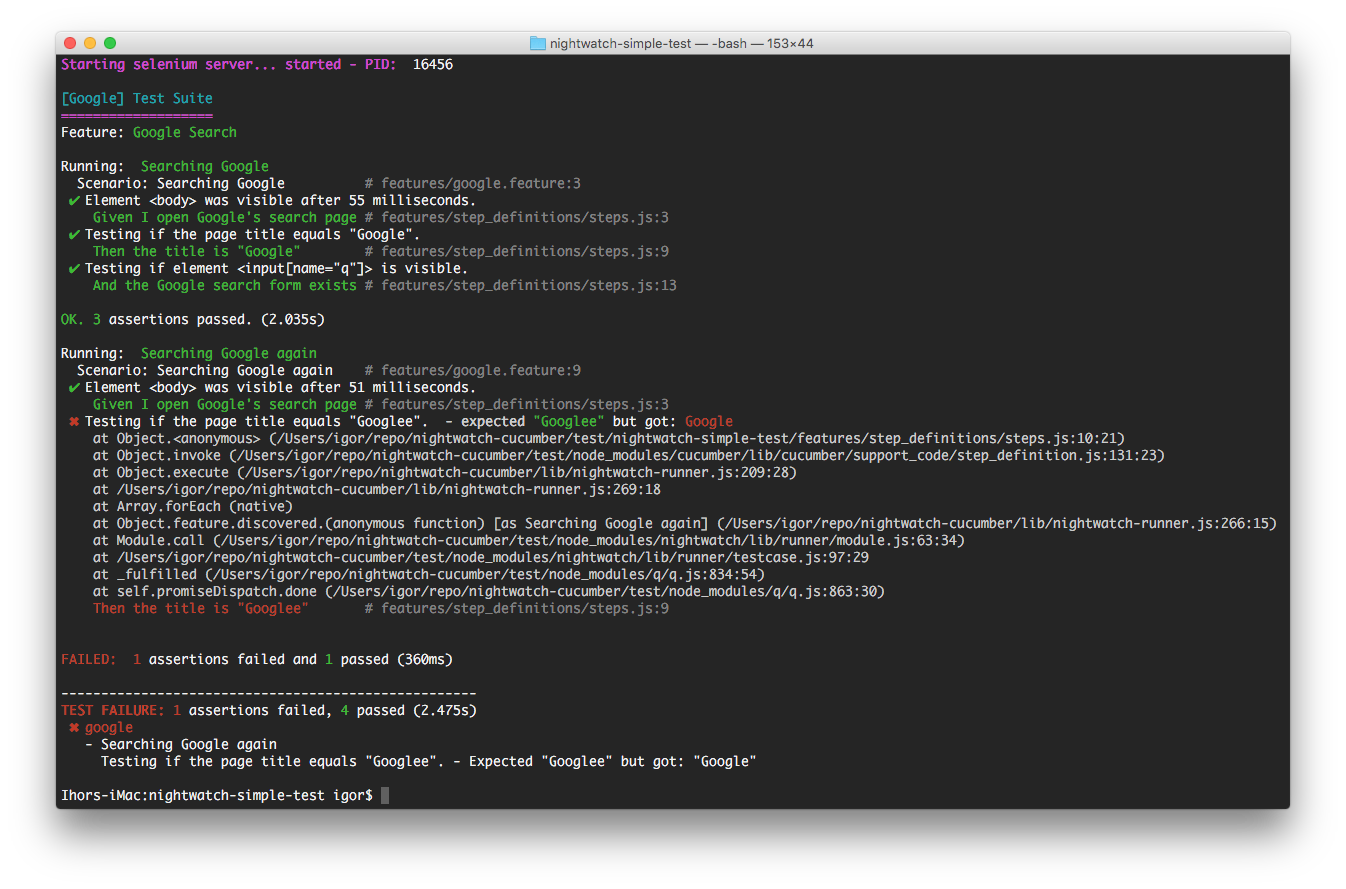 nightwatch-simple-test — -bash — 153×44
Starting selenium server... started - PID:  16456
[Google] Test Suite
===================
Feature: Google Search
Running:  Searching Google
  Scenario: Searching Google          # features/google.feature:3
 ✔ Element <body> was visible after 55 milliseconds.
    Given I open Google's search page # features/step_definitions/steps.js:3
 ✔ Testing if the page title equals "Google".
    Then the title is "Google"        # features/step_definitions/steps.js:9
 ✔ Testing if element <input[name="q"]> is visible.
    And the Google search form exists # features/step_definitions/steps.js:13
OK. 3 assertions passed. (2.035s)
Running:  Searching Google again
  Scenario: Searching Google again    # features/google.feature:9
 ✔ Element <body> was visible after 51 milliseconds.
    Given I open Google's search page # features/step_definitions/steps.js:3
 ✖ Testing if the page title equals "Googlee".  - expected "Googlee" but got: Google
    at Object.<anonymous> (/Users/igor/repo/nightwatch-cucumber/test/nightwatch-simple-test/features/step_definitions/steps.js:10:21)
    at Object.invoke (/Users/igor/repo/nightwatch-cucumber/test/node_modules/cucumber/lib/cucumber/support_code/step_definition.js:131:23)
    at Object.execute (/Users/igor/repo/nightwatch-cucumber/lib/nightwatch-runner.js:209:28)
    at /Users/igor/repo/nightwatch-cucumber/lib/nightwatch-runner.js:269:18
    at Array.forEach (native)
    at Object.feature.discovered.(anonymous function) [as Searching Google again] (/Users/igor/repo/nightwatch-cucumber/lib/nightwatch-runner.js:266:15)
    at Module.call (/Users/igor/repo/nightwatch-cucumber/test/node_modules/nightwatch/lib/runner/module.js:63:34)
    at /Users/igor/repo/nightwatch-cucumber/test/node_modules/nightwatch/lib/runner/testcase.js:97:29
    at _fulfilled (/Users/igor/repo/nightwatch-cucumber/test/node_modules/q/q.js:834:54)
    at self.promiseDispatch.done (/Users/igor/repo/nightwatch-cucumber/test/node_modules/q/q.js:863:30)
    Then the title is "Googlee"       # features/step_definitions/steps.js:9
FAILED:  1 assertions failed and 1 passed (360ms)
----------------------------------------------------
TEST FAILURE: 1 assertions failed, 4 passed (2.475s)
 ✖ google
   - Searching Google again
     Testing if the page title equals "Googlee". - Expected "Googlee" but got: "Google"
Ihors-iMac:nightwatch-simple-test igor$